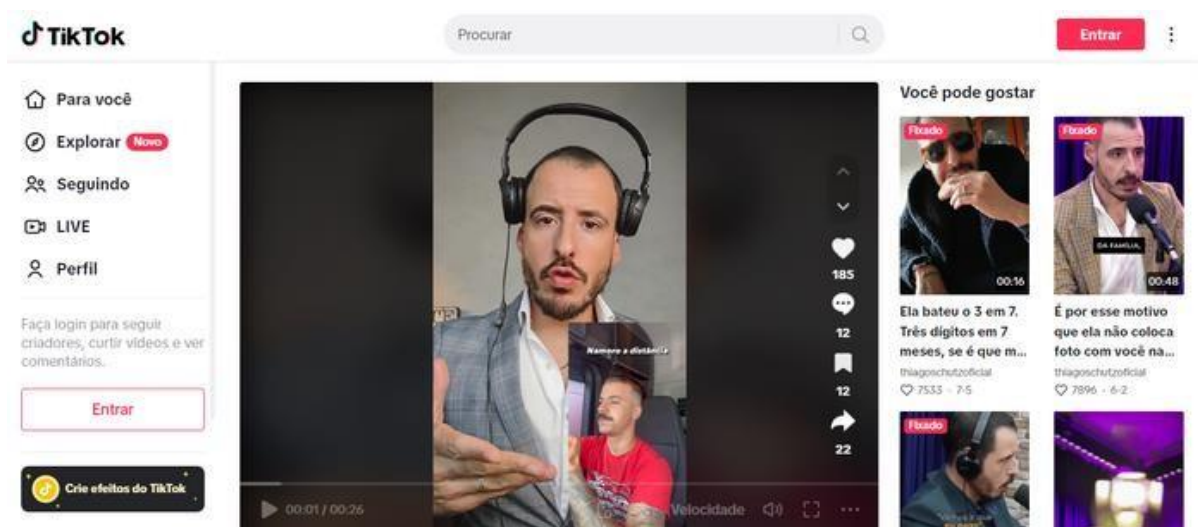 TikTok
Procurar
Entrar
Para você
Explorar Novo
Seguindo
LIVE
Perfil
Faça login para seguir
criadores, curtir vídeos e ver
comentários.
Entrar
Crie efeitos do TikTok
Namoro a distância
185
12
12
22
00:01 / 00:26
Velocidade
Você pode gostar
Fixado
00:16
Ela bateu o 3 em 7.
Três dígitos em 7
meses, se é que m...
thiagoschutzoficial
7533 · 7-5
Fixado
DA FAMÍLIA,
00:48
É por esse motivo
que ela não coloca
foto com você na...
thiagoschutzoficial
7896 · 6-2
Fixado